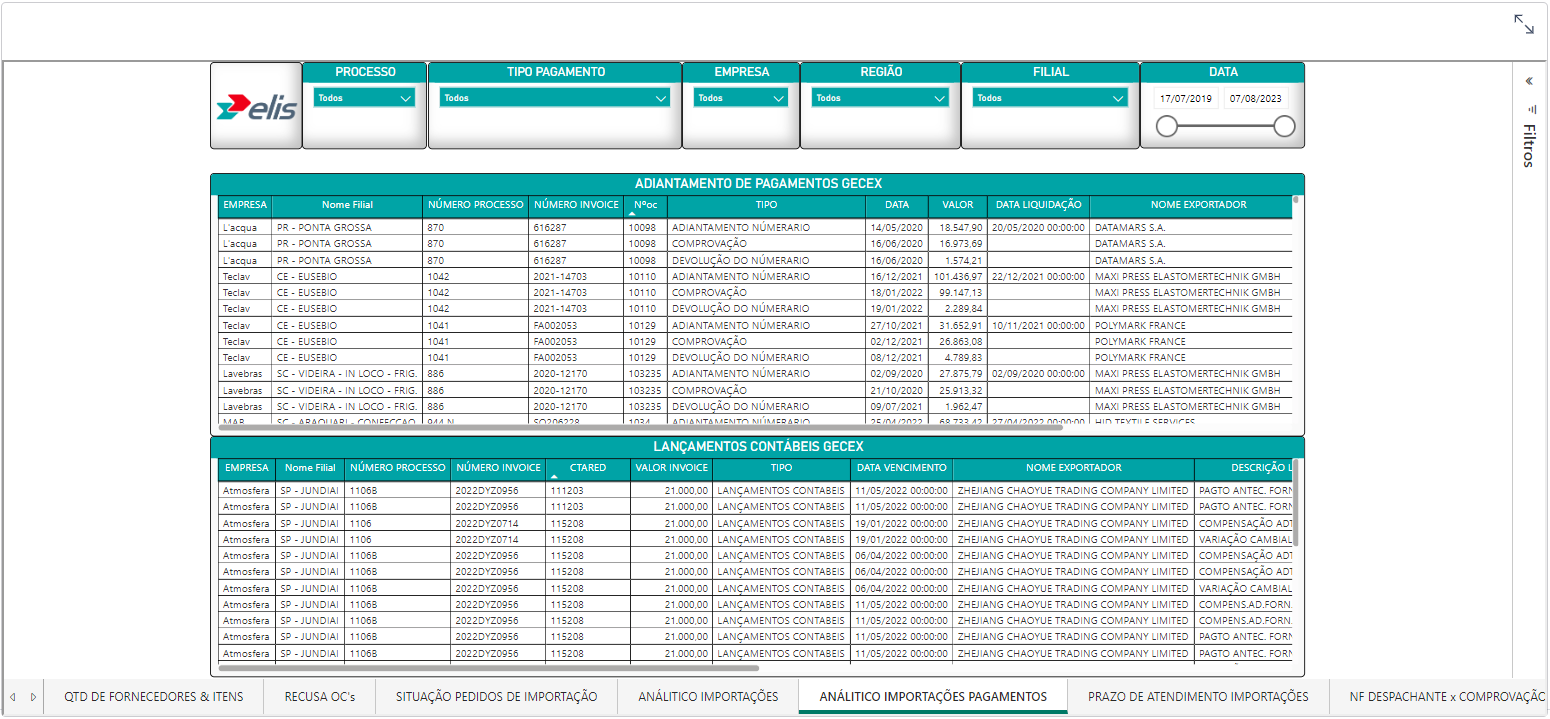 PROCESSO TIPO PAGAMENTO EMPRESA REGIÃO FILIAL DATA
elis Todos Todos Todos Todos Todos 17/07/2019 07/08/2023
Filtros
ADIANTAMENTO DE PAGAMENTOS GECEX
EMPRESA Nome Filial NÚMERO PROCESSO NÚMERO INVOICE Nºoc TIPO DATA VALOR DATA LIQUIDAÇÃO NOME EXPORTADOR
L'acqua PR - PONTA GROSSA 870 616287 10098 ADIANTAMENTO NÚMERARIO 14/05/2020 18.547,90 20/05/2020 00:00:00 DATAMARS S.A.
L'acqua PR - PONTA GROSSA 870 616287 10098 COMPROVAÇÃO 16/06/2020 16.973,69 DATAMARS S.A.
L'acqua PR - PONTA GROSSA 870 616287 10098 DEVOLUÇÃO DO NÚMERARIO 16/06/2020 1.574,21 DATAMARS S.A.
Teclav CE - EUSEBIO 1042 2021-14703 10110 ADIANTAMENTO NÚMERARIO 16/12/2021 101.436,97 22/12/2021 00:00:00 MAXI PRESS ELASTOMERTECHNIK GMBH
Teclav CE - EUSEBIO 1042 2021-14703 10110 COMPROVAÇÃO 18/01/2022 99.147,13 MAXI PRESS ELASTOMERTECHNIK GMBH
Teclav CE - EUSEBIO 1042 2021-14703 10110 DEVOLUÇÃO DO NÚMERARIO 19/01/2022 2.289,84 MAXI PRESS ELASTOMERTECHNIK GMBH
Teclav CE - EUSEBIO 1041 FA002053 10129 ADIANTAMENTO NÚMERARIO 27/10/2021 31.652,91 10/11/2021 00:00:00 POLYMARK FRANCE
Teclav CE - EUSEBIO 1041 FA002053 10129 COMPROVAÇÃO 02/12/2021 26.863,08 POLYMARK FRANCE
Teclav CE - EUSEBIO 1041 FA002053 10129 DEVOLUÇÃO DO NÚMERARIO 08/12/2021 4.789,83 POLYMARK FRANCE
Lavebras SC - VIDEIRA - IN LOCO - FRIG. 886 2020-12170 103235 ADIANTAMENTO NÚMERARIO 02/09/2020 27.875,79 02/09/2020 00:00:00 MAXI PRESS ELASTOMERTECHNIK GMBH
Lavebras SC - VIDEIRA - IN LOCO - FRIG. 886 2020-12170 103235 COMPROVAÇÃO 21/10/2020 25.913,32 MAXI PRESS ELASTOMERTECHNIK GMBH
Lavebras SC - VIDEIRA - IN LOCO - FRIG. 886 2020-12170 103235 DEVOLUÇÃO DO NÚMERARIO 09/07/2021 1.962,47 MAXI PRESS ELASTOMERTECHNIK GMBH
MAB SC - ARAQUARI - CONFECCAO 944 N SO206228 1034 ADIANTAMENTO NÚMERARIO 25/04/2022 68.733,42 27/04/2022 00:00:00 HID TEXTILE SERVICES
LANÇAMENTOS CONTÁBEIS GECEX
EMPRESA Nome Filial NÚMERO PROCESSO NÚMERO INVOICE CTARED VALOR INVOICE TIPO DATA VENCIMENTO NOME EXPORTADOR DESCRIÇÃO L
Atmosfera SP - JUNDIAI 1106B 2022DYZ0956 111203 21.000,00 LANÇAMENTOS CONTABEIS 11/05/2022 00:00:00 ZHEJIANG CHAOYUE TRADING COMPANY LIMITED PAGTO ANTEC. FORN
Atmosfera SP - JUNDIAI 1106B 2022DYZ0956 111203 21.000,00 LANÇAMENTOS CONTABEIS 11/05/2022 00:00:00 ZHEJIANG CHAOYUE TRADING COMPANY LIMITED PAGTO ANTEC. FORN
Atmosfera SP - JUNDIAI 1106 2022DYZ0714 115208 21.000,00 LANÇAMENTOS CONTABEIS 19/01/2022 00:00:00 ZHEJIANG CHAOYUE TRADING COMPANY LIMITED COMPENSAÇÃO ADT
Atmosfera SP - JUNDIAI 1106 2022DYZ0714 115208 21.000,00 LANÇAMENTOS CONTABEIS 19/01/2022 00:00:00 ZHEJIANG CHAOYUE TRADING COMPANY LIMITED VARIAÇÃO CAMBIAL
Atmosfera SP - JUNDIAI 1106B 2022DYZ0956 115208 21.000,00 LANÇAMENTOS CONTABEIS 06/04/2022 00:00:00 ZHEJIANG CHAOYUE TRADING COMPANY LIMITED COMPENSAÇÃO ADT
Atmosfera SP - JUNDIAI 1106B 2022DYZ0956 115208 21.000,00 LANÇAMENTOS CONTABEIS 06/04/2022 00:00:00 ZHEJIANG CHAOYUE TRADING COMPANY LIMITED COMPENSAÇÃO ADT
Atmosfera SP - JUNDIAI 1106B 2022DYZ0956 115208 21.000,00 LANÇAMENTOS CONTABEIS 06/04/2022 00:00:00 ZHEJIANG CHAOYUE TRADING COMPANY LIMITED VARIAÇÃO CAMBIAL
Atmosfera SP - JUNDIAI 1106B 2022DYZ0956 115208 21.000,00 LANÇAMENTOS CONTABEIS 11/05/2022 00:00:00 ZHEJIANG CHAOYUE TRADING COMPANY LIMITED COMPENS.AD.FORN.
Atmosfera SP - JUNDIAI 1106B 2022DYZ0956 115208 21.000,00 LANÇAMENTOS CONTABEIS 11/05/2022 00:00:00 ZHEJIANG CHAOYUE TRADING COMPANY LIMITED COMPENS.AD.FORN.
Atmosfera SP - JUNDIAI 1106B 2022DYZ0956 115208 21.000,00 LANÇAMENTOS CONTABEIS 11/05/2022 00:00:00 ZHEJIANG CHAOYUE TRADING COMPANY LIMITED PAGTO ANTEC. FORN
Atmosfera SP - JUNDIAI 1106B 2022DYZ0956 115208 21.000,00 LANÇAMENTOS CONTABEIS 11/05/2022 00:00:00 ZHEJIANG CHAOYUE TRADING COMPANY LIMITED PAGTO ANTEC. FORN
QTD DE FORNECEDORES & ITENS RECUSA OC's SITUAÇÃO PEDIDOS DE IMPORTAÇÃO ANÁLITICO IMPORTAÇÕES ANÁLITICO IMPORTAÇÕES PAGAMENTOS PRAZO DE ATENDIMENTO IMPORTAÇÕES NF DESPACHANTE x COMPROVAÇÃO